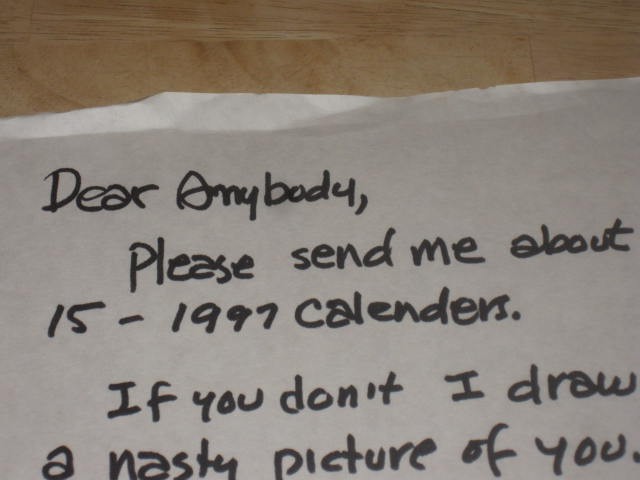 Dear Anybody,
Please send me about
15 - 1997 calenders.
If you don't I draw
a nasty picture of you.